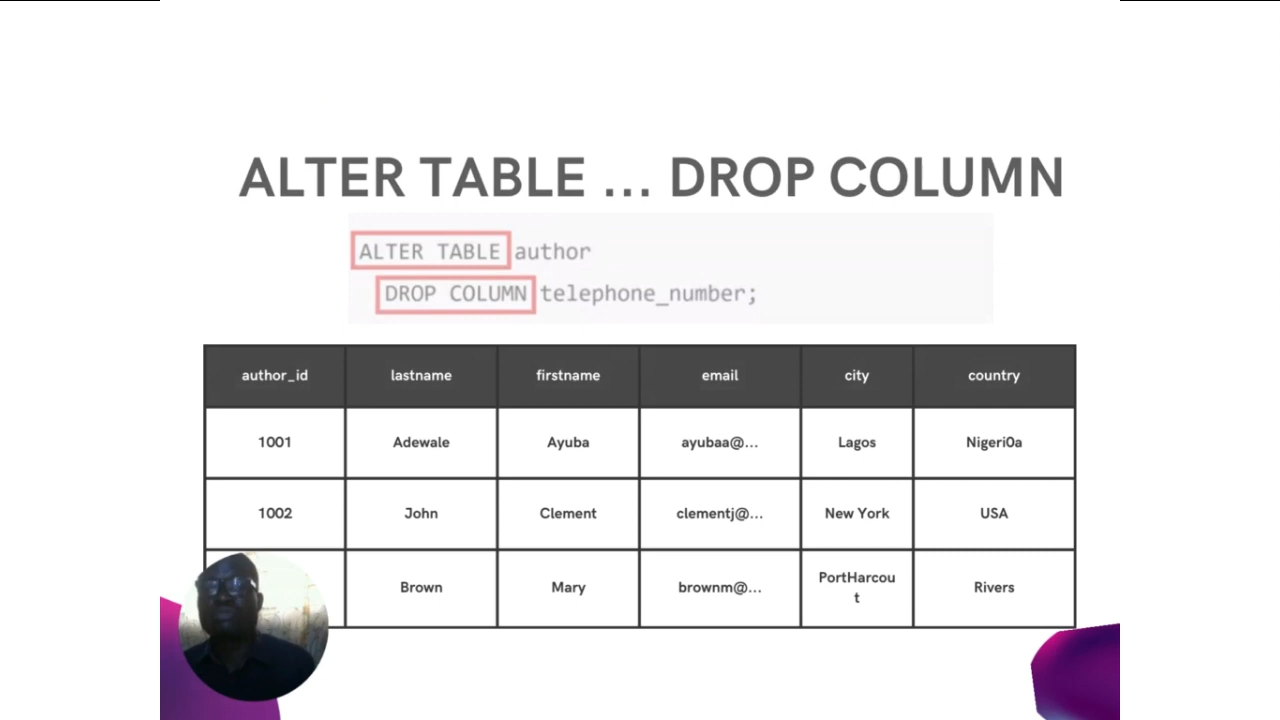 ALTER TABLE ... DROP COLUMN
ALTER TABLE author
DROP COLUMN telephone_number;
author_id lastname firstname email city country
1001 Adewale Ayuba ayubaa@... Lagos Nigeri0a
1002 John Clement clementj@... New York USA
Brown Mary brownm@... PortHarcou Rivers
t